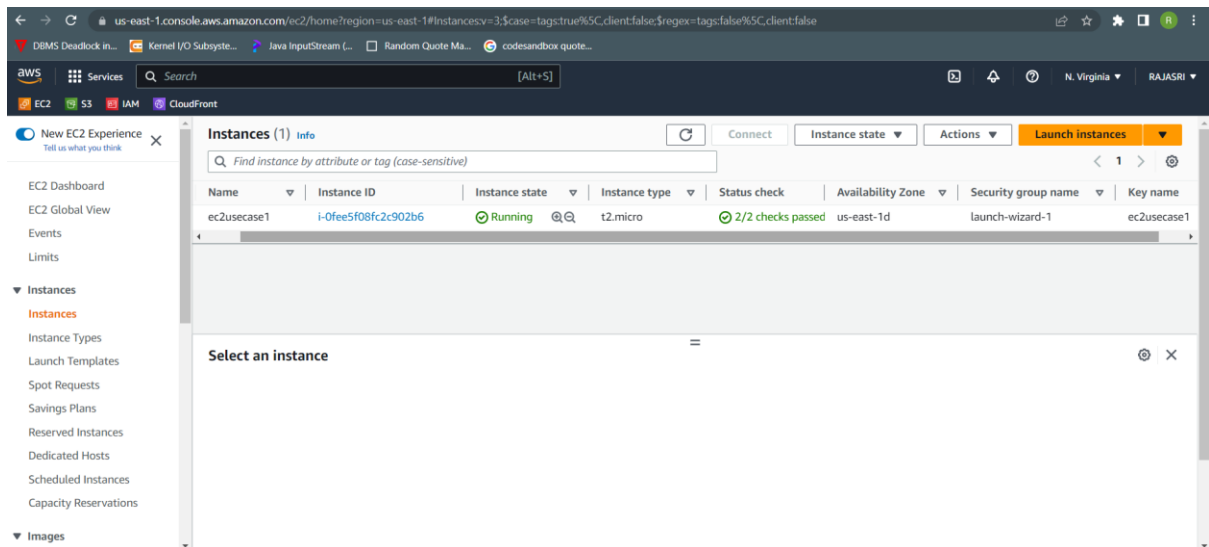 us-east-1.console.aws.amazon.com/ec2/home?region=us-east-1#Instances:v=3;$case=tags:true%5C,client:false;$regex=tags:false%5C,client:false R
DBMS Deadlock in... Kernel I/O Subsyste... Java InputStream (... Random Quote Ma... codesandbox quote...
aws Services Search [Alt+S] N. Virginia RAJASRI
EC2 S3 IAM CloudFront
New EC2 Experience
Tell us what you think
EC2 Dashboard
EC2 Global View
Events
Limits
Instances
Instances
Instance Types
Launch Templates
Spot Requests
Savings Plans
Reserved Instances
Dedicated Hosts
Scheduled Instances
Capacity Reservations
Images
Instances (1) Info Connect Instance state Actions Launch instances
Find instance by attribute or tag (case-sensitive) 1
Name Instance ID Instance state Instance type Status check Availability Zone Security group name Key name
ec2usecase1 i-0fee5f08fc2c902b6 Running t2.micro 2/2 checks passed us-east-1d launch-wizard-1 ec2usecase1
Select an instance